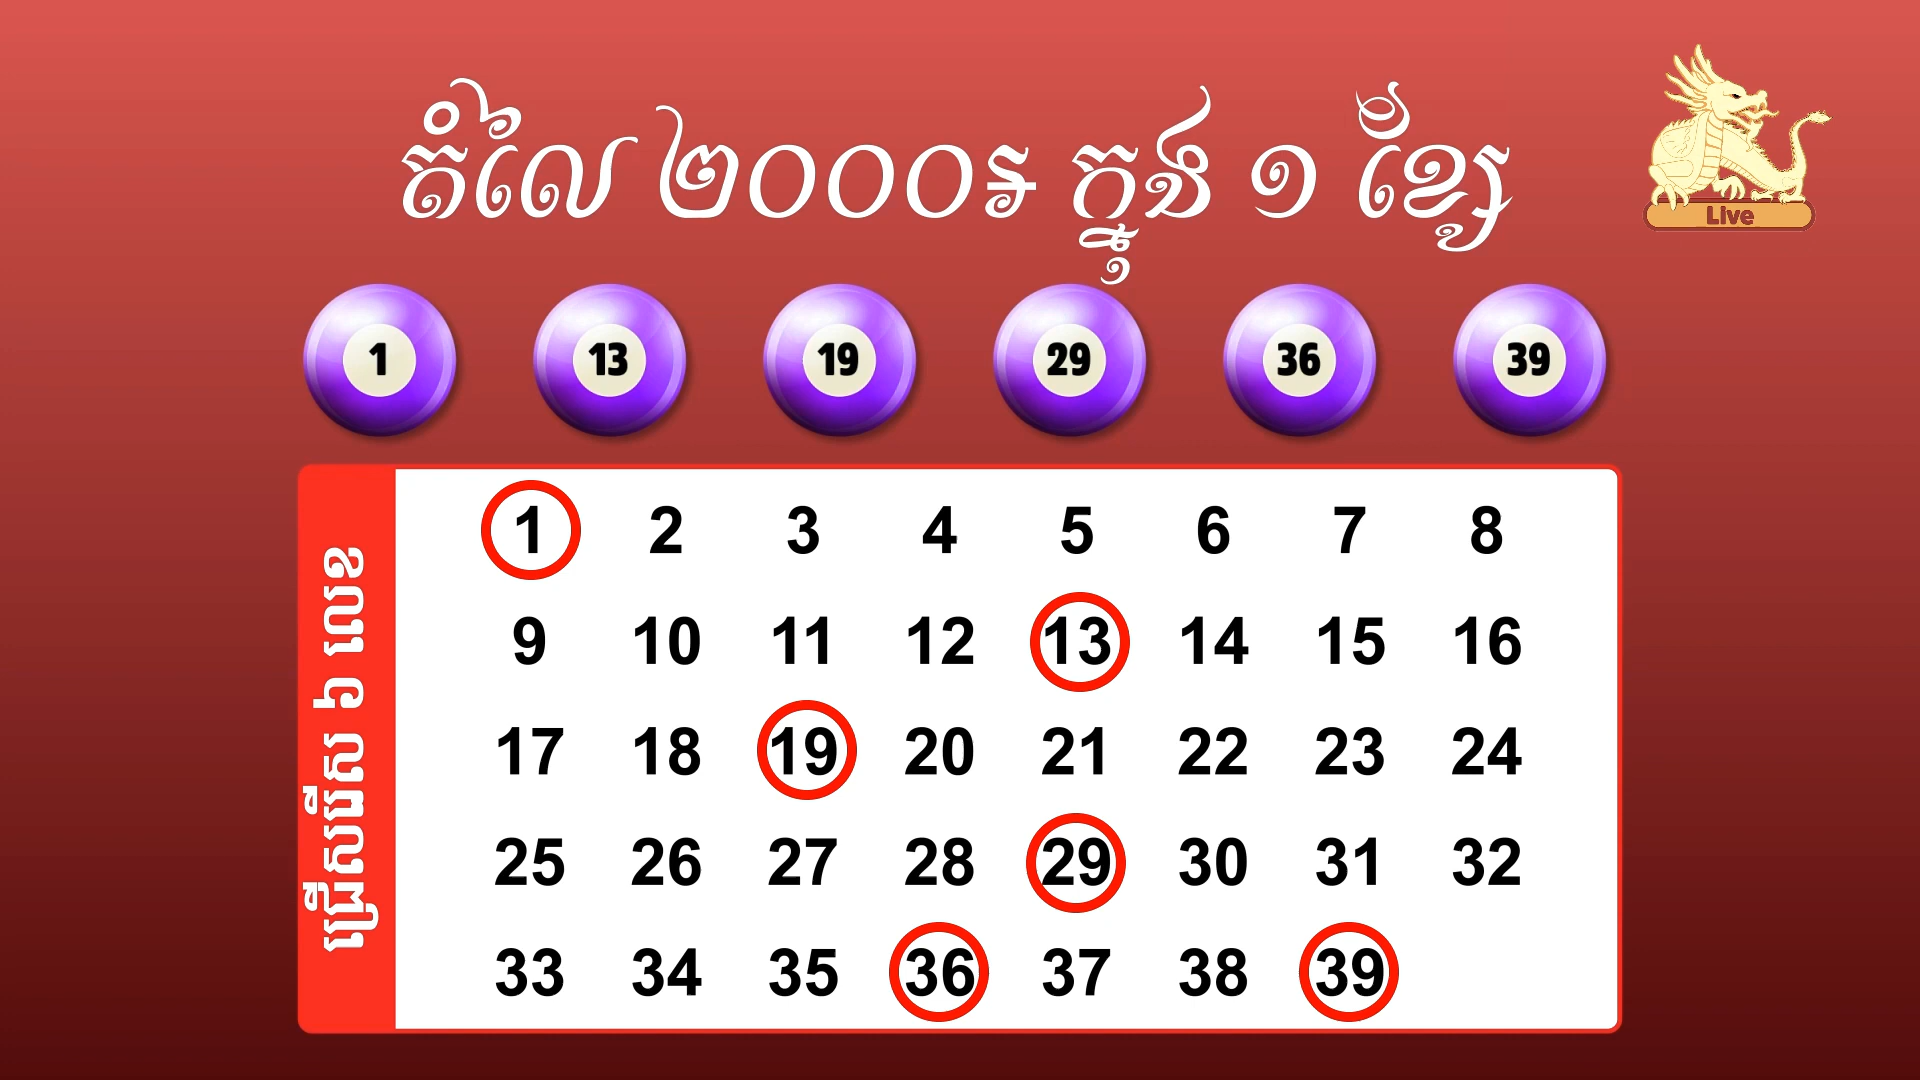 តំលៃ ២០០០៛ ក្នុង ១ ខ្សែ
Live
1 13 19 29 36 39
ជ្រើសរើស ៦ លេខ
1 2 3 4 5 6 7 8
9 10 11 12 13 14 15 16
17 18 19 20 21 22 23 24
25 26 27 28 29 30 31 32
33 34 35 36 37 38 39